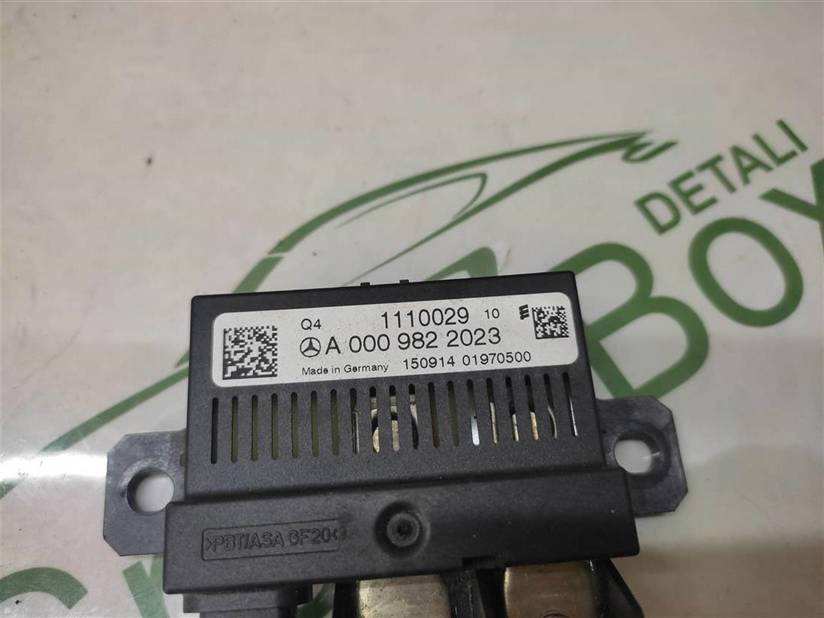 DETALI
BOX
Q4 1110029 10
A 000 982 2023
Made in Germany 150914 01970500
>PBT/ASA GF20<